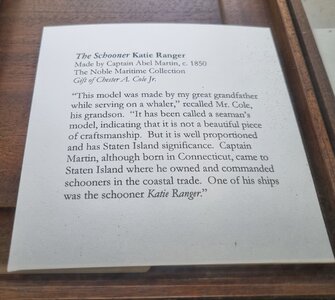 The Schooner Katie Ranger
Made by Captain Abel Martin, c. 1850
The Noble Maritime Collection
Gift of Chester A. Cole Jr.
"This model was made by my great grandfather
while serving on a whaler," recalled Mr. Cole,
his grandson. "It has been called a seaman's
model, indicating that it is not a beautiful piece
of craftsmanship. But it is well proportioned
and has Staten Island significance. Captain
Martin, although born in Connecticut, came to
Staten Island where he owned and commanded
schooners in the coastal trade. One of his ships
was the schooner Katie Ranger."